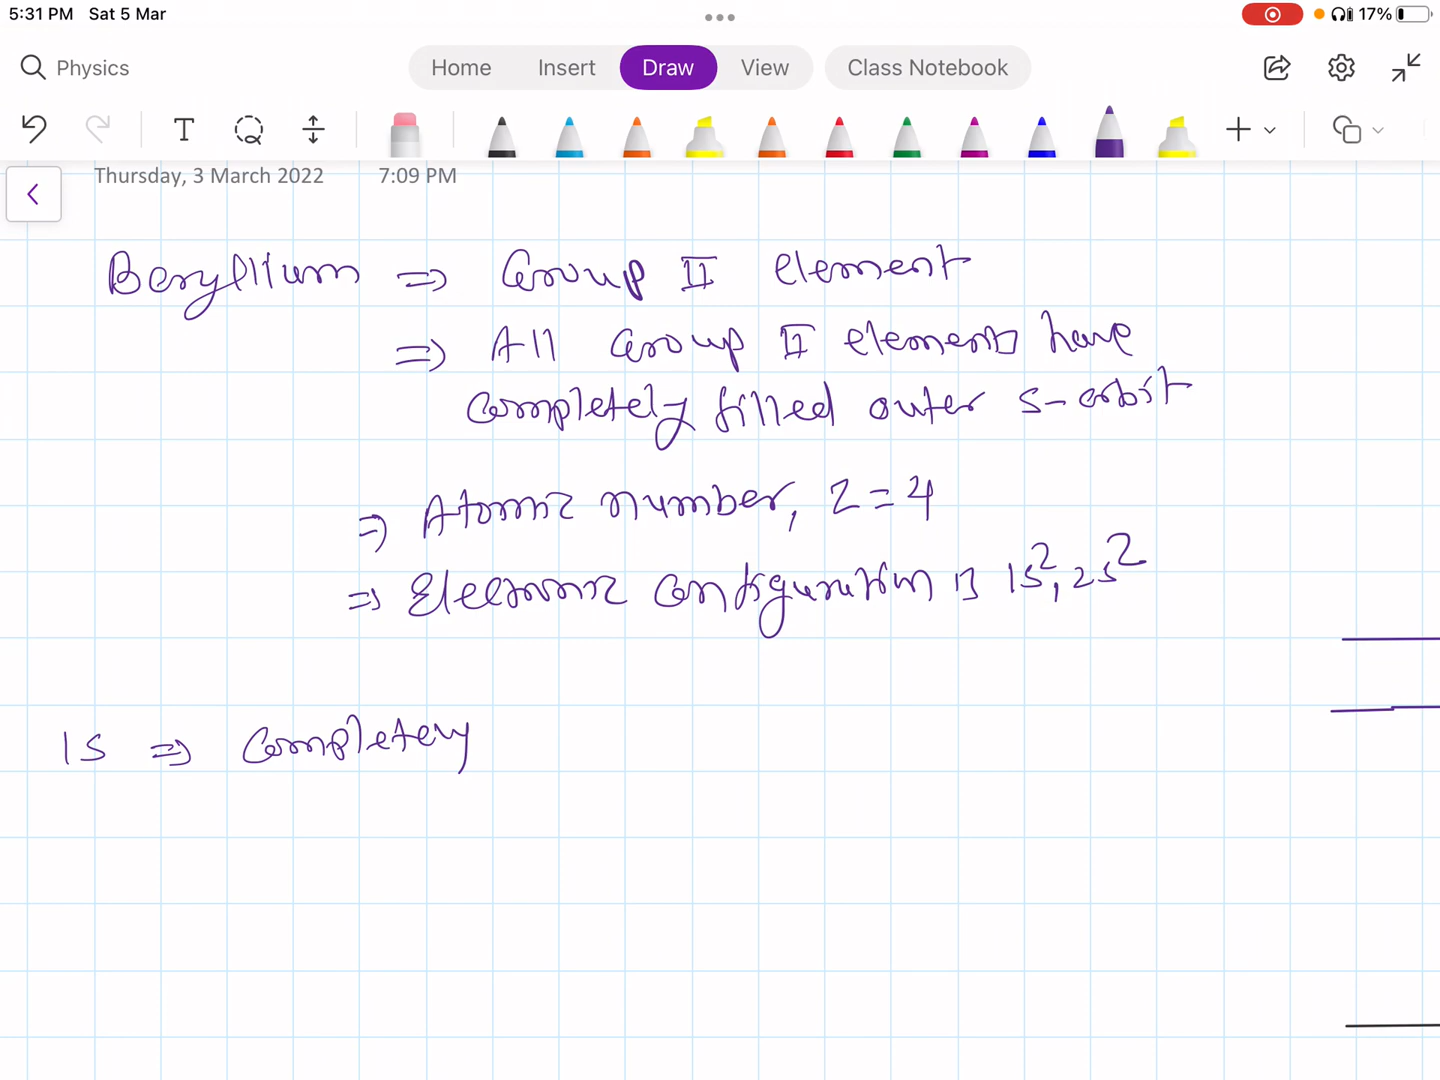 5:31 PM Sat 5 Mar
17%
Physics
Home Insert Draw View Class Notebook
T
Thursday, 3 March 2022 7:09 PM
Beryllium ⇒ Group II element
⇒ All Group II elements have
completely filled outer s-orbit
⇒ Atomic number, Z = 4
⇒ Electronic configuration is 1s², 2s²
1s ⇒ Completely